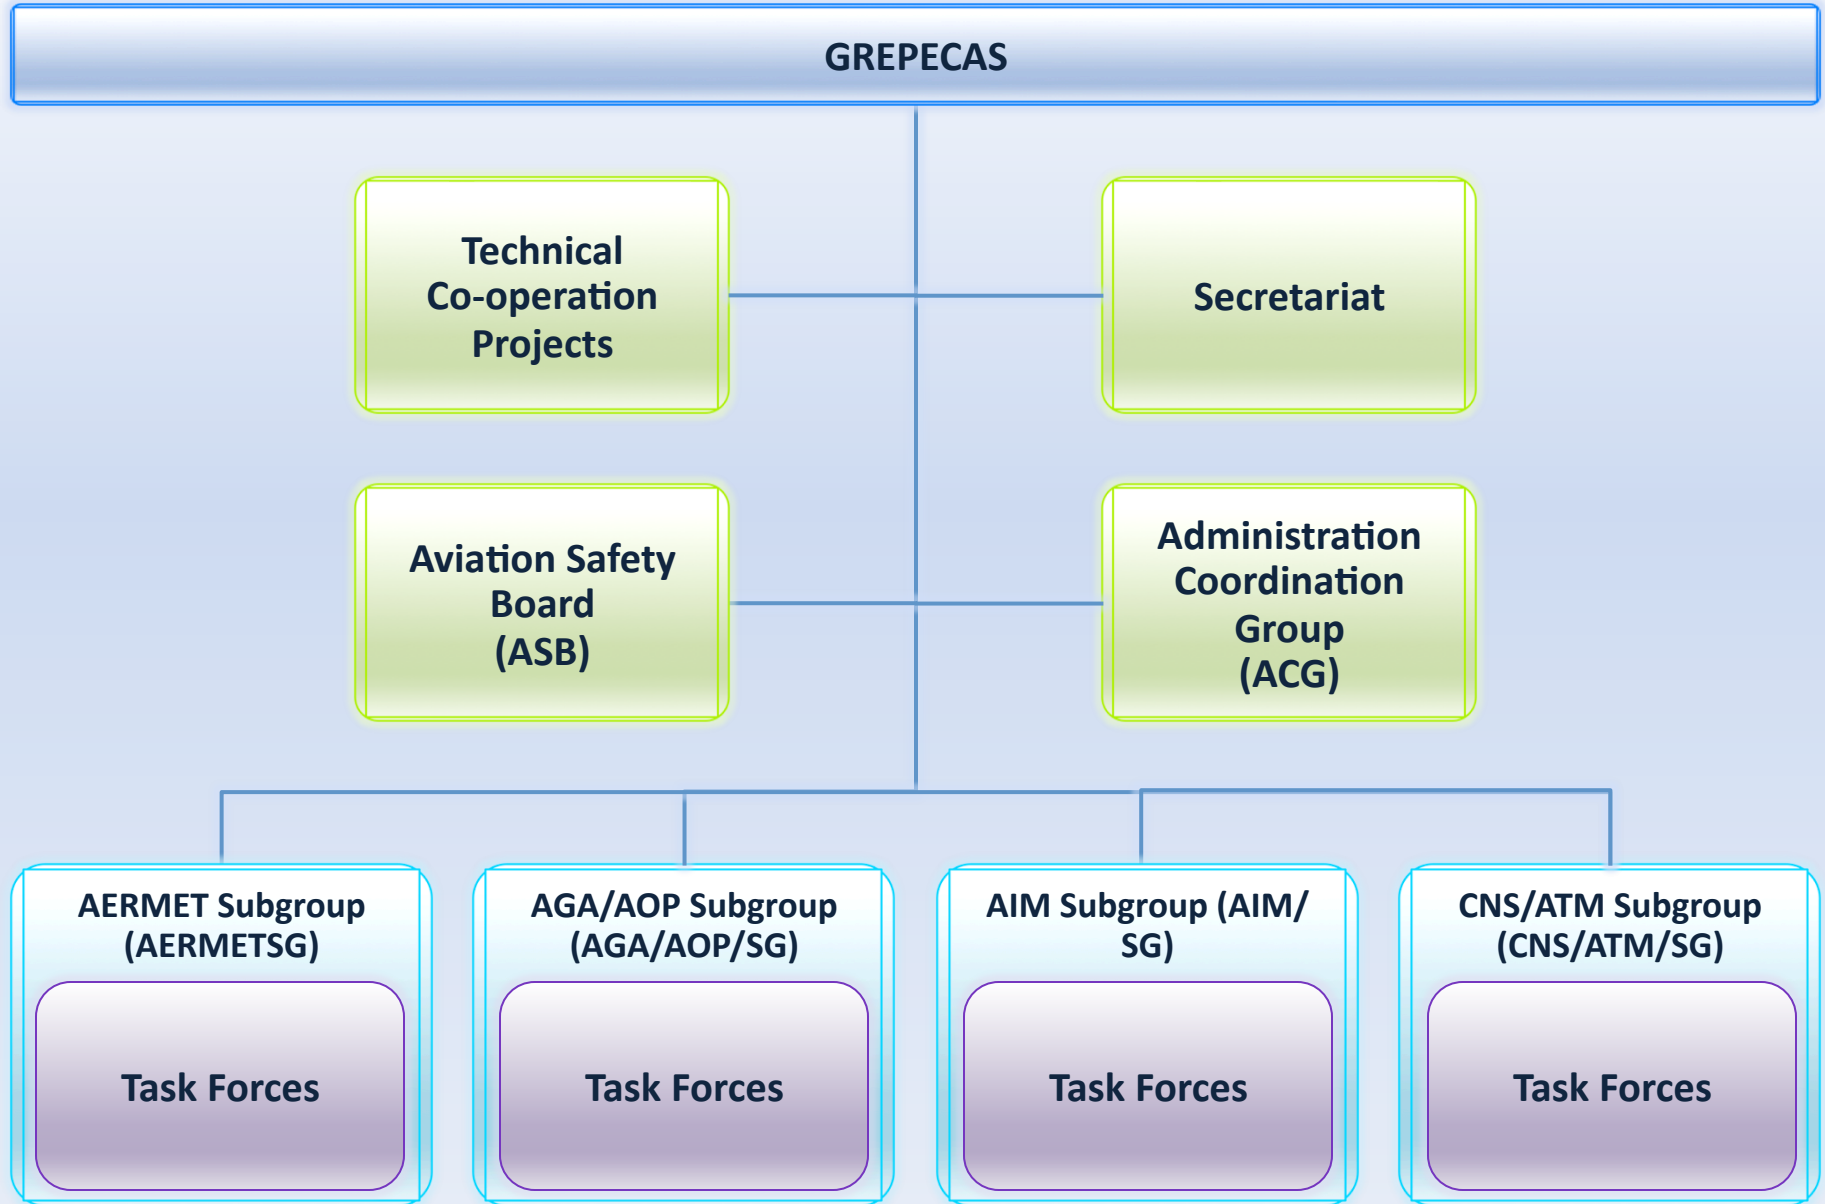 GREPECAS
Technical
Co-operation
Projects
Secretariat
Aviation Safety
Board
(ASB)
Administration
Coordination
Group
(ACG)
AERMET Subgroup
(AERMETSG)
AGA/AOP Subgroup
(AGA/AOP/SG)
AIM Subgroup (AIM/
SG)
CNS/ATM Subgroup
(CNS/ATM/SG)
Task Forces
Task Forces
Task Forces
Task Forces